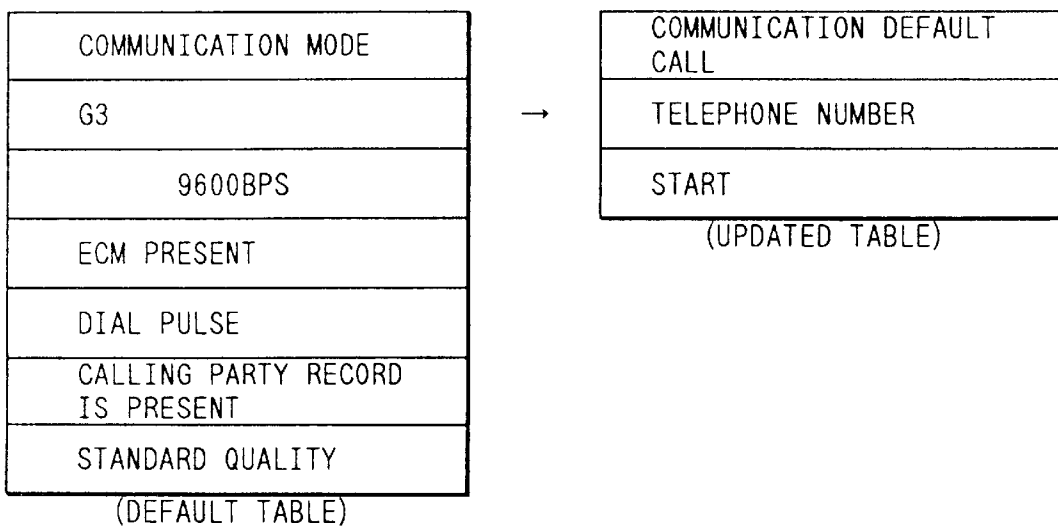 COMMUNICATION MODE
G3
9600BPS
ECM PRESENT
DIAL PULSE
CALLING PARTY RECORD
IS PRESENT
STANDARD QUALITY
(DEFAULT TABLE)
→
COMMUNICATION DEFAULT
CALL
TELEPHONE NUMBER
START
(UPDATED TABLE)